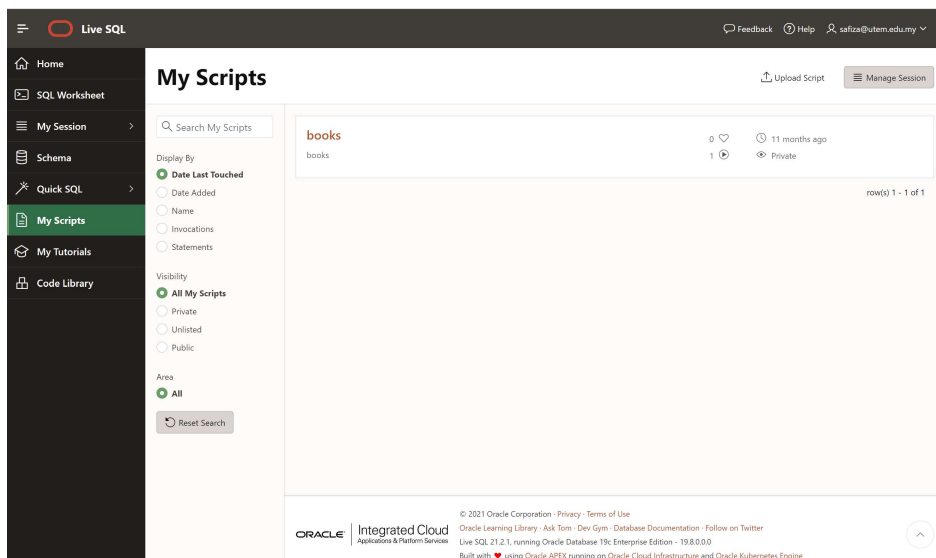 Live SQL
Feedback
Help
safiza@utem.edu.my
Home
SQL Worksheet
My Session
Schema
Quick SQL
My Scripts
My Tutorials
Code Library
My Scripts
Upload Script
Manage Session
Search My Scripts
Display By
Date Last Touched
Date Added
Name
Invocations
Statements
Visibility
All My Scripts
Private
Unlisted
Public
Area
All
Reset Search
books
books
0
1
11 months ago
Private
row(s) 1 - 1 of 1
ORACLE
Integrated Cloud
Applications & Platform Services
© 2021 Oracle Corporation · Privacy · Terms of Use
Oracle Learning Library · Ask Tom · Dev Gym · Database Documentation · Follow on Twitter
Live SQL 21.2.1, running Oracle Database 19c Enterprise Edition - 19.8.0.0.0
Built with ❤ using Oracle APEX running on Oracle Cloud Infrastructure and Oracle Kubernetes Engine